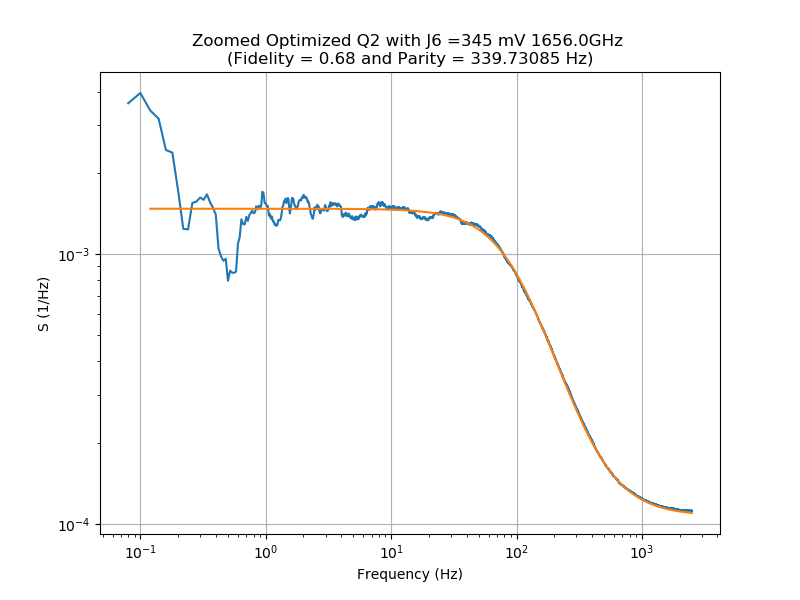 Zoomed Optimized Q2 with J6 =345 mV 1656.0GHz
(Fidelity = 0.68 and Parity = 339.73085 Hz)
S (1/Hz)
10⁻³
10⁻⁴
10⁻¹ 10⁰ 10¹ 10² 10³
Frequency (Hz)